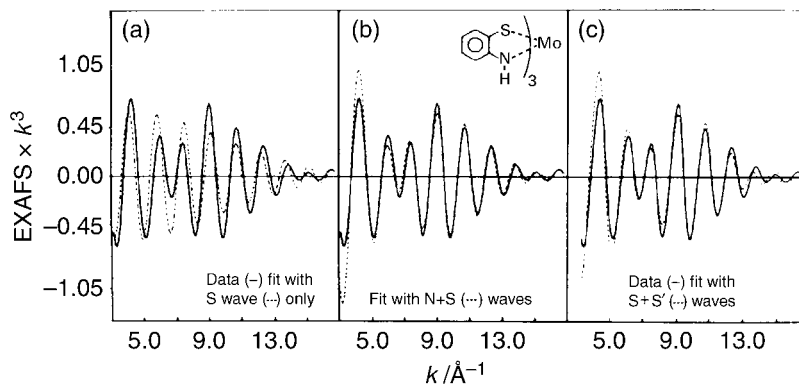 (a)
(b)
(c)
S
Mo
N
H
3
EXAFS × k³
1.05
0.45
0.00
−0.45
−1.05
Data (–) fit with
S wave (···) only
Fit with N+S (···) waves
Data (–) fit with
S+S′ (···) waves
5.0 9.0 13.0 5.0 9.0 13.0 5.0 9.0 13.0
k /Å⁻¹